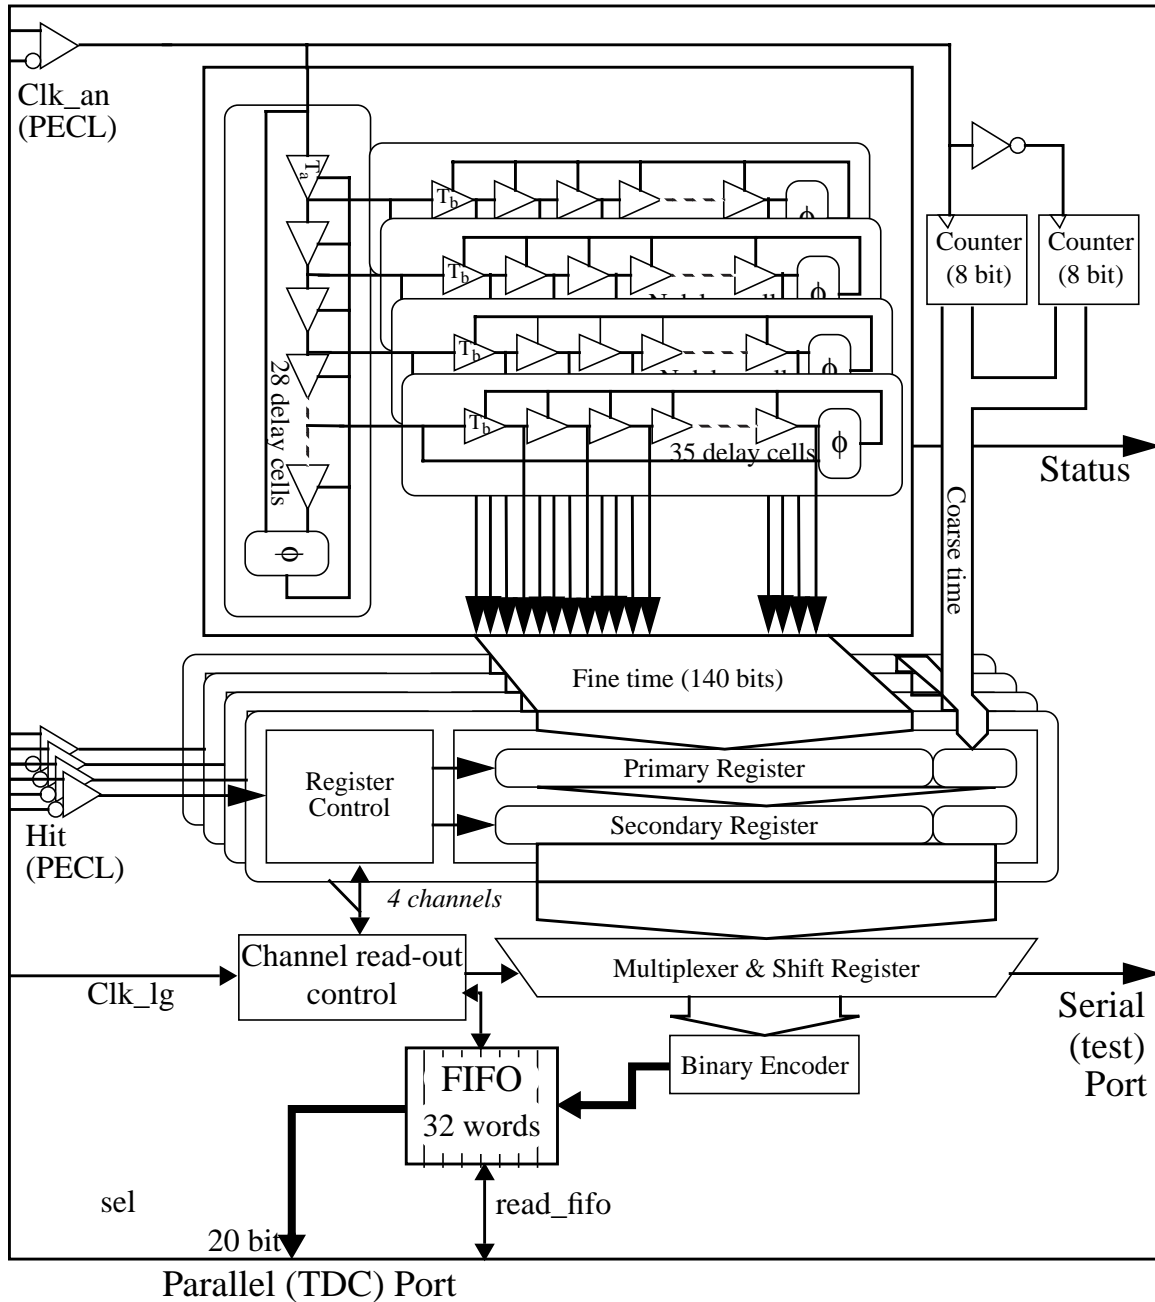 Clk_an
(PECL)
Ta
Tb
Counter
(8 bit)
Counter
(8 bit)
Tb
ϕ
ϕ
Tb
ϕ
28 delay cells
Tb
ϕ
35 delay cells
Status
ϕ
Coarse time
Fine time (140 bits)
Register
Control
Primary Register
Secondary Register
Hit
(PECL)
4 channels
Channel read-out
control
Multiplexer & Shift Register
Clk_lg
Serial
(test)
Port
Binary Encoder
FIFO
32 words
sel
read_fifo
20 bit
Parallel (TDC) Port